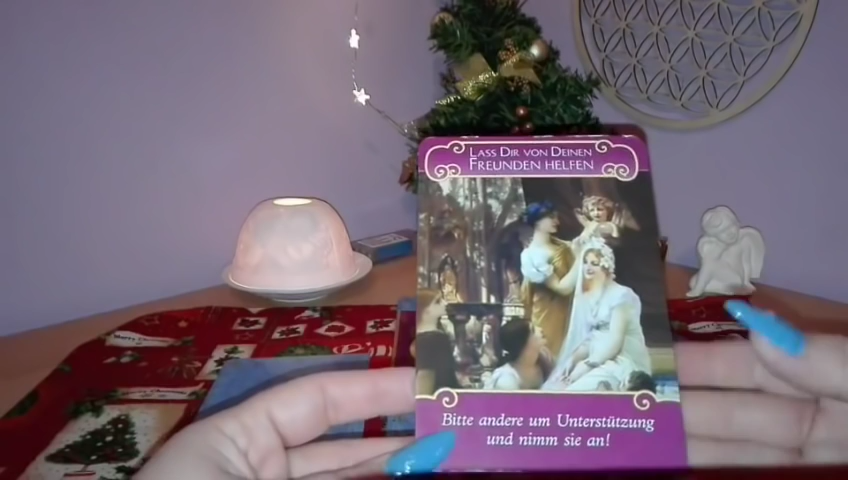 LASS DIR VON DEINEN
FREUNDEN HELFEN
Bitte andere um Unterstützung
und nimm sie an!